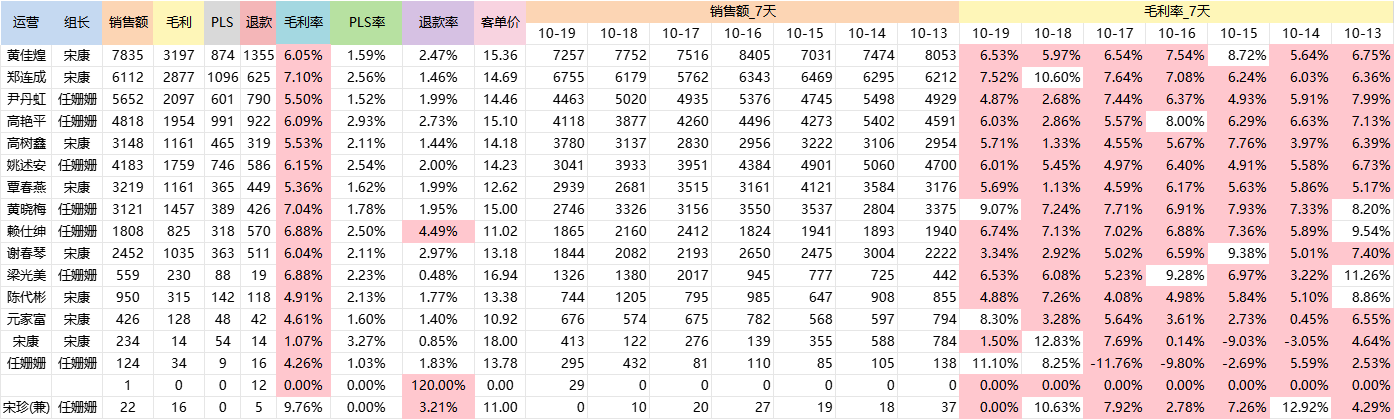 运营 组长 销售额 毛利 PLS 退款 毛利率 PLS率 退款率 客单价 销售额_7天 毛利率_7天
10-19 10-18 10-17 10-16 10-15 10-14 10-13 10-19 10-18 10-17 10-16 10-15 10-14 10-13
黄佳煌 宋康 7835 3197 874 1355 6.05% 1.59% 2.47% 15.36 7257 7752 7516 8405 7031 7474 8053 6.53% 5.97% 6.54% 7.54% 8.72% 5.64% 6.75%
郑连成 宋康 6112 2877 1096 625 7.10% 2.56% 1.46% 14.69 6755 6179 5762 6343 6469 6295 6212 7.52% 10.60% 7.64% 7.08% 6.24% 6.03% 6.36%
尹丹虹 任姗姗 5652 2097 601 790 5.50% 1.52% 1.99% 14.46 4463 5020 4935 5376 4745 5498 4929 4.87% 2.68% 7.44% 6.37% 4.93% 5.91% 7.99%
高艳平 任姗姗 4818 1954 991 922 6.09% 2.93% 2.73% 15.10 4118 3877 4260 4496 4273 5402 4591 6.03% 2.86% 5.57% 8.00% 6.29% 6.63% 7.13%
高树鑫 宋康 3148 1161 465 319 5.53% 2.11% 1.44% 14.18 3780 3137 2830 2956 3222 3106 2954 5.71% 1.33% 4.55% 5.67% 7.76% 3.97% 6.39%
姚述安 任姗姗 4183 1759 746 586 6.15% 2.54% 2.00% 14.23 3041 3933 3951 4384 4901 5060 4700 6.01% 5.45% 4.97% 6.40% 4.91% 5.58% 6.73%
覃春燕 宋康 3219 1161 365 449 5.36% 1.62% 1.99% 12.62 2939 2681 3515 3161 4121 3584 3176 5.69% 1.13% 4.59% 6.17% 5.63% 5.86% 5.17%
黄晓梅 任姗姗 3121 1457 389 426 7.04% 1.78% 1.95% 15.00 2746 3326 3156 3550 3537 2804 3375 9.07% 7.24% 7.71% 6.91% 7.93% 7.33% 8.20%
赖仕绅 任姗姗 1808 825 318 570 6.88% 2.50% 4.49% 11.02 1865 2160 2412 1824 1941 1893 1940 6.74% 7.13% 7.02% 6.88% 7.36% 5.89% 9.54%
谢春琴 宋康 2452 1035 363 511 6.04% 2.11% 2.97% 13.18 1844 2082 2193 2650 2475 3004 2222 3.34% 2.92% 5.02% 6.59% 9.38% 5.01% 7.40%
梁光美 任姗姗 559 230 88 19 6.88% 2.23% 0.48% 16.94 1326 1380 2017 945 777 725 442 6.53% 6.08% 5.23% 9.28% 6.97% 3.22% 11.26%
陈代彬 宋康 950 315 142 118 4.91% 2.13% 1.77% 13.38 744 1205 795 985 647 908 855 4.88% 7.26% 4.08% 4.98% 5.84% 5.10% 8.86%
元家富 宋康 426 128 48 42 4.61% 1.60% 1.40% 10.92 676 574 675 782 568 597 794 8.30% 3.28% 5.64% 3.61% 2.73% 0.45% 6.55%
宋康 宋康 234 14 54 14 1.07% 3.27% 0.85% 18.00 413 122 276 139 355 588 784 1.50% 12.83% 7.69% 0.14% -9.03% -3.05% 4.64%
任姗姗 任姗姗 124 34 9 16 4.26% 1.03% 1.83% 13.78 295 432 81 110 85 105 138 11.10% 8.25% -11.76% -9.80% -2.69% 5.59% 2.53%
1 0 0 12 0.00% 0.00% 120.00% 0.00 29 0 0 0 0 0 0 0.00% 0.00% 0.00% 0.00% 0.00% 0.00% 0.00%
宋珍(兼) 任姗姗 22 16 0 5 9.76% 0.00% 3.21% 11.00 0 10 20 27 19 18 37 0.00% 10.63% 7.92% 2.78% 7.26% 12.92% 4.29%